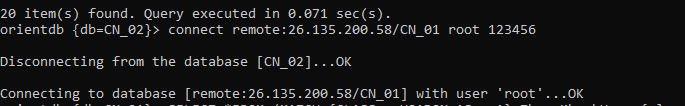 20 item(s) found. Query executed in 0.071 sec(s).
orientdb {db=CN_02}> connect remote:26.135.200.58/CN_01 root 123456
Disconnecting from the database [CN_02]...OK
Connecting to database [remote:26.135.200.58/CN_01] with user 'root'...OK